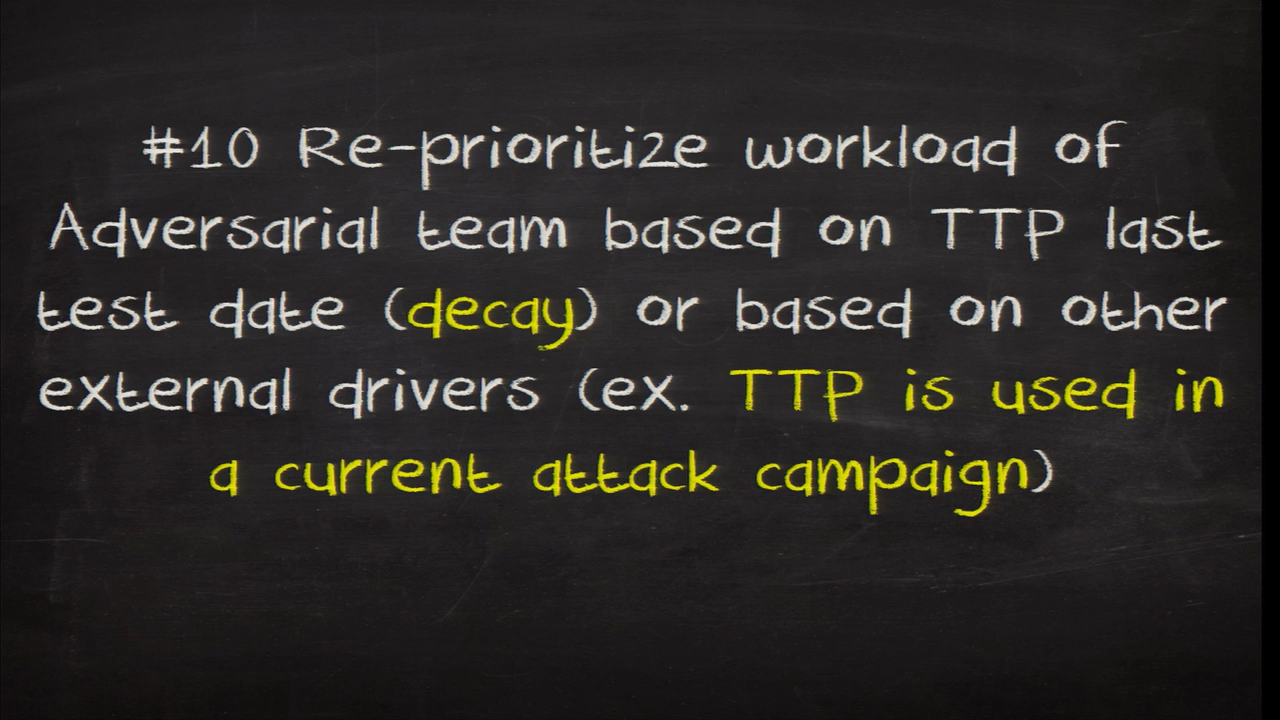 #10 Re-prioritize workload of
Adversarial team based on TTP last
test date (decay) or based on other
external drivers (ex. TTP is used in
a current attack campaign)